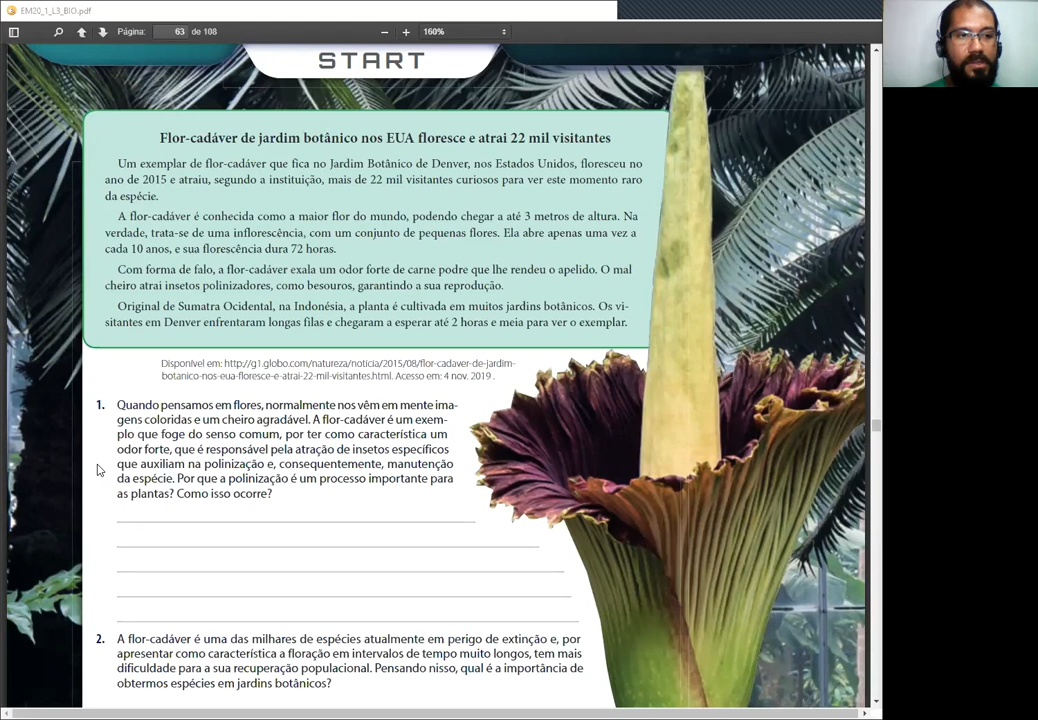 EM20_1_L3_BIO.pdf
Página: 63 de 108
160%
START
Flor-cadáver de jardim botânico nos EUA floresce e atrai 22 mil visitantes
Um exemplar de flor-cadáver que fica no Jardim Botânico de Denver, nos Estados Unidos, floresceu no
ano de 2015 e atraiu, segundo a instituição, mais de 22 mil visitantes curiosos para ver este momento raro
da espécie.
A flor-cadáver é conhecida como a maior flor do mundo, podendo chegar a até 3 metros de altura. Na
verdade, trata-se de uma inflorescência, com um conjunto de pequenas flores. Ela abre apenas uma vez a
cada 10 anos, e sua florescência dura 72 horas.
Com forma de falo, a flor-cadáver exala um odor forte de carne podre que lhe rendeu o apelido. O mal
cheiro atrai insetos polinizadores, como besouros, garantindo a sua reprodução.
Original de Sumatra Ocidental, na Indonésia, a planta é cultivada em muitos jardins botânicos. Os vi-
sitantes em Denver enfrentaram longas filas e chegaram a esperar até 2 horas e meia para ver o exemplar.
Disponível em: http://g1.globo.com/natureza/noticia/2015/08/flor-cadaver-de-jardim-
botanico-nos-eua-floresce-e-atrai-22-mil-visitantes.html. Acesso em: 4 nov. 2019 .
1. Quando pensamos em flores, normalmente nos vêm em mente ima-
gens coloridas e um cheiro agradável. A flor-cadáver é um exem-
plo que foge do senso comum, por ter como característica um
odor forte, que é responsável pela atração de insetos específicos
que auxiliam na polinização e, consequentemente, manutenção
da espécie. Por que a polinização é um processo importante para
as plantas? Como isso ocorre?
2. A flor-cadáver é uma das milhares de espécies atualmente em perigo de extinção e, por
apresentar como característica a floração em intervalos de tempo muito longos, tem mais
dificuldade para a sua recuperação populacional. Pensando nisso, qual é a importância de
obtermos espécies em jardins botânicos?